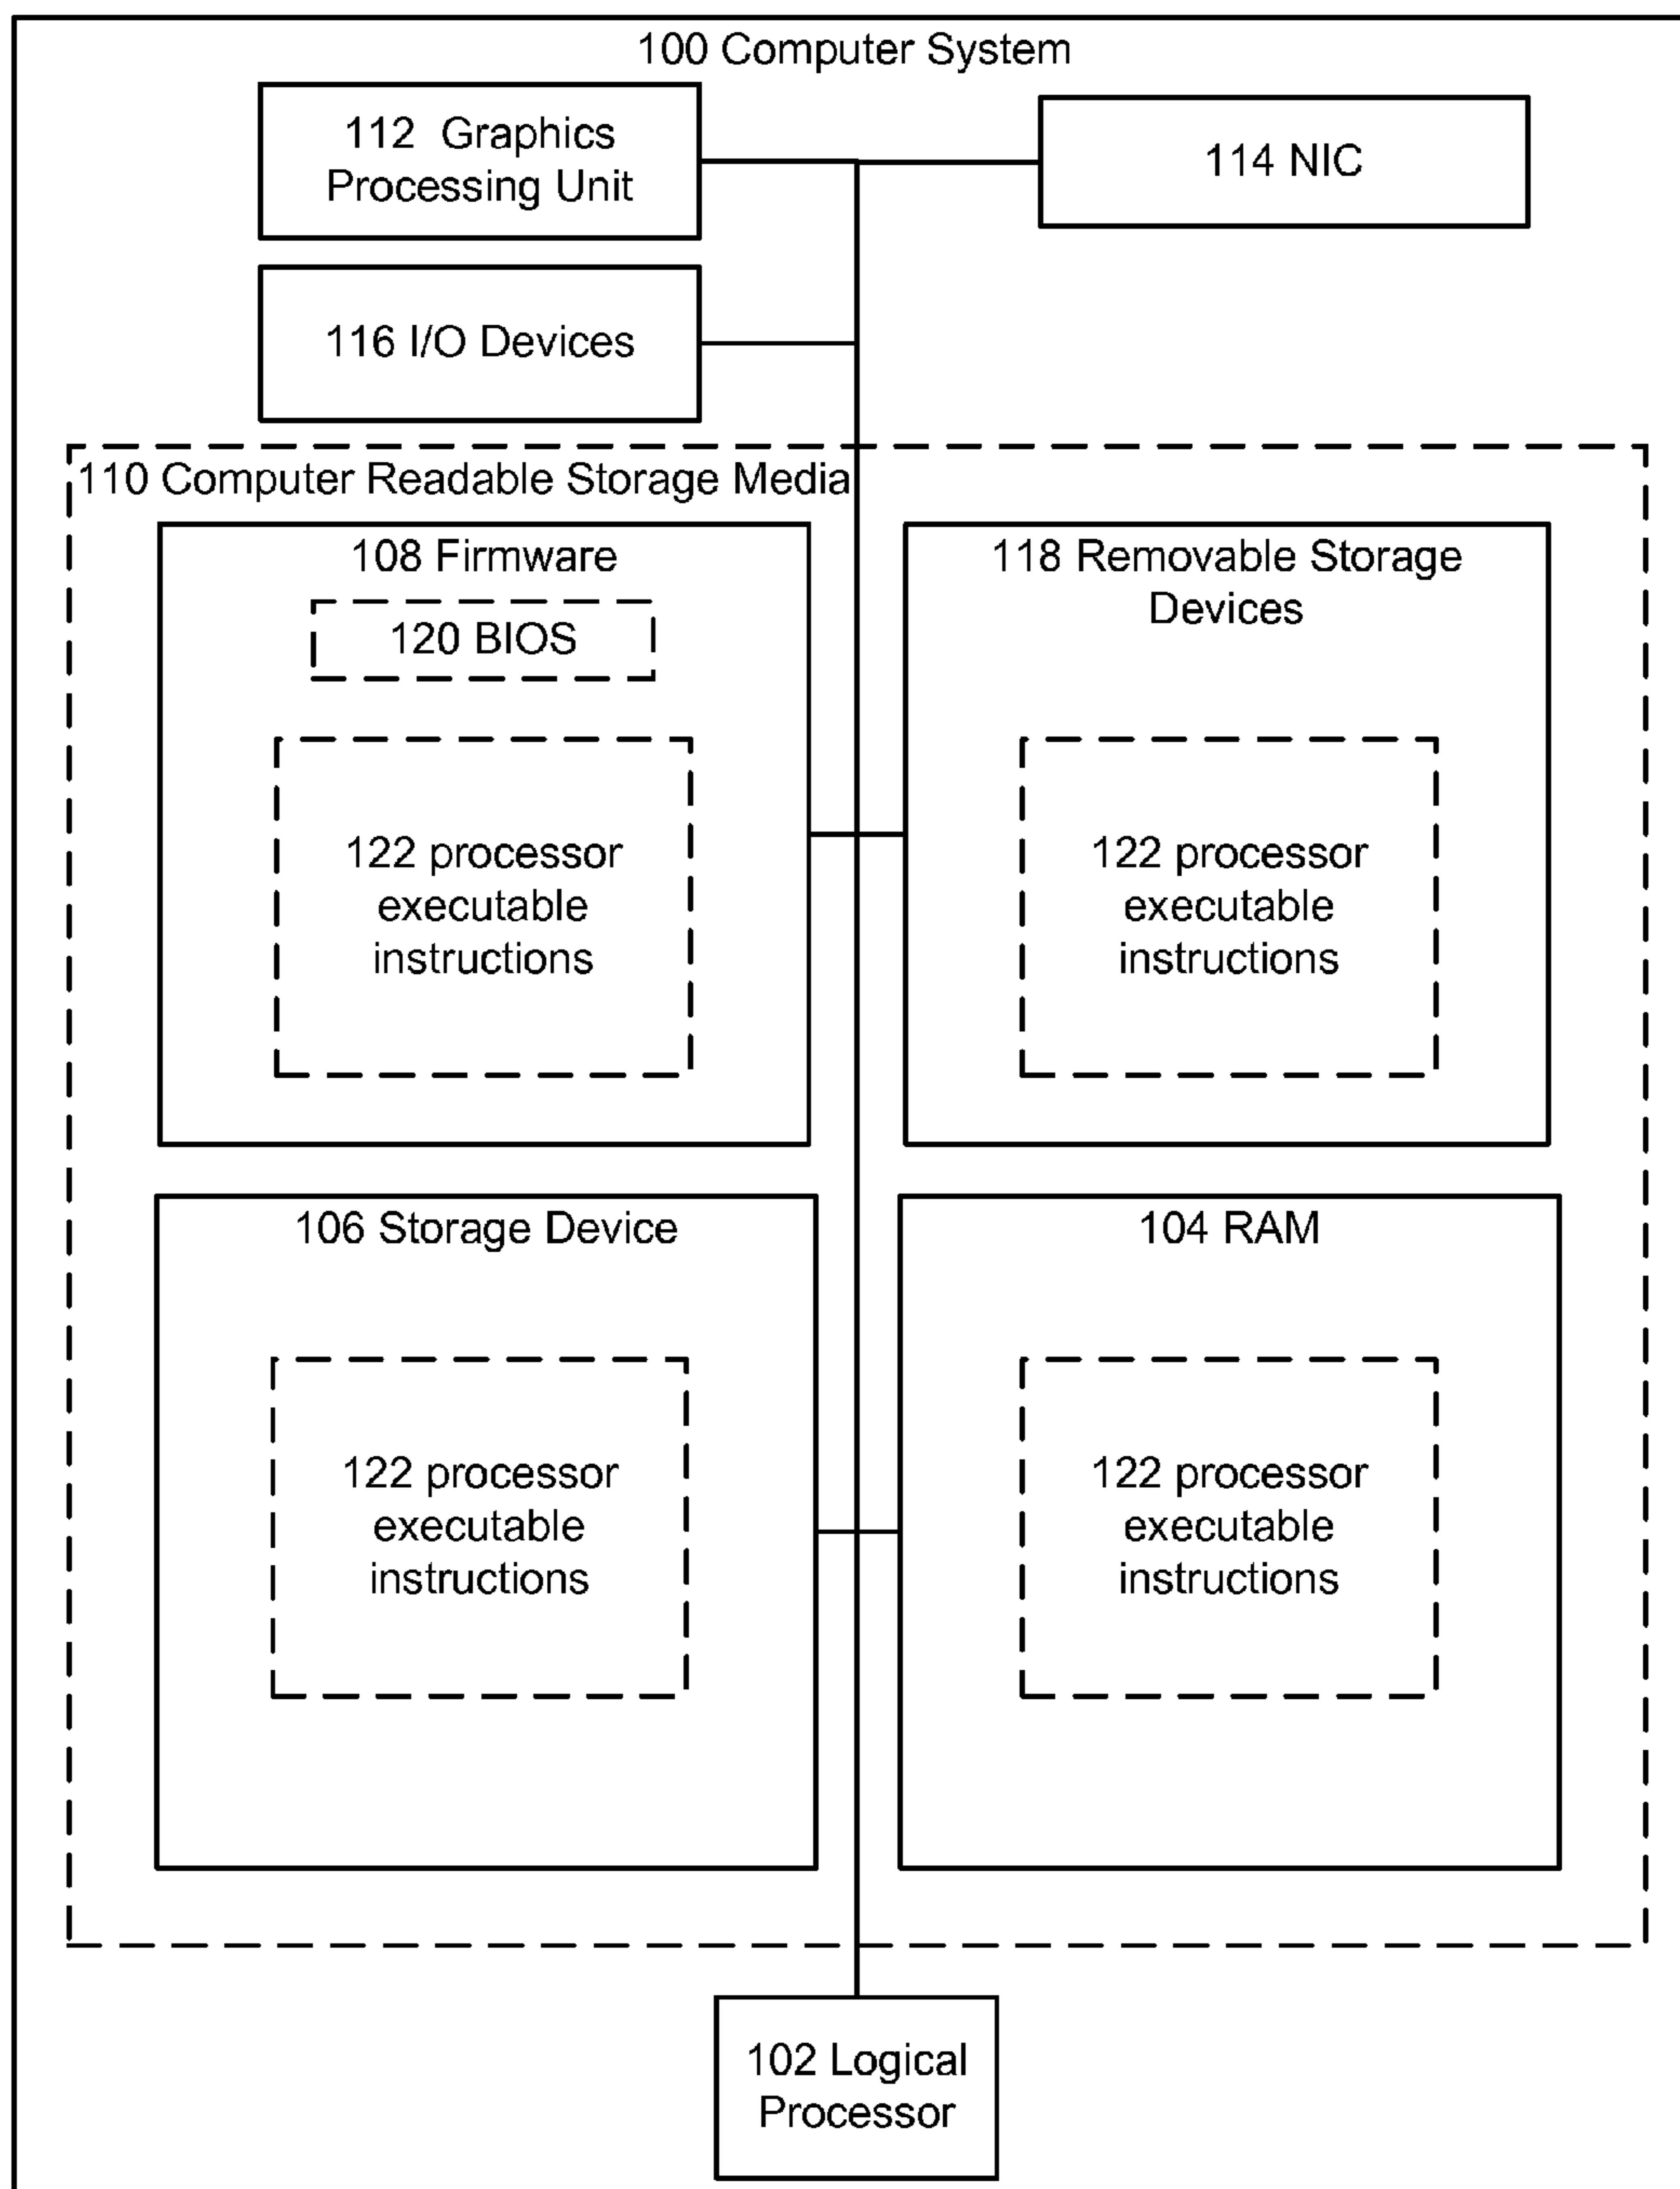 100 Computer System
112 Graphics
Processing Unit
114 NIC
116 I/O Devices
110 Computer Readable Storage Media
108 Firmware
120 BIOS
122 processor
executable
instructions
118 Removable Storage
Devices
122 processor
executable
instructions
106 Storage Device
122 processor
executable
instructions
104 RAM
122 processor
executable
instructions
102 Logical
Processor